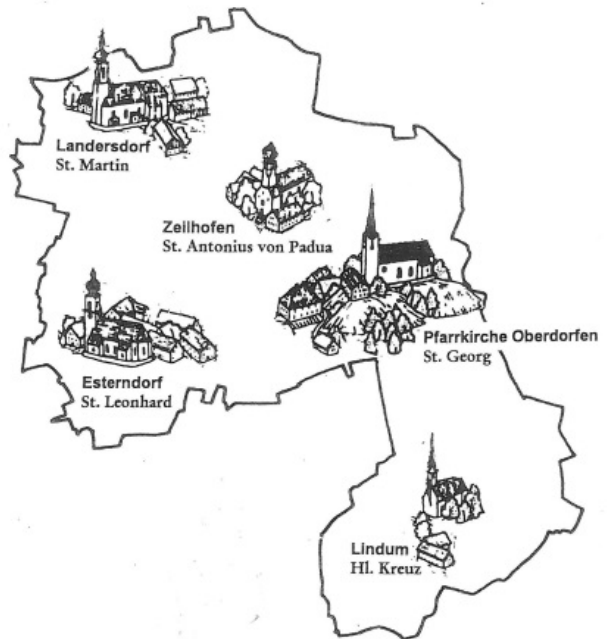 Landersdorf
St. Martin
Zeilhofen
St. Antonius von Padua
Pfarrkirche Oberdorfen
St. Georg
Esterndorf
St. Leonhard
Lindum
Hl. Kreuz